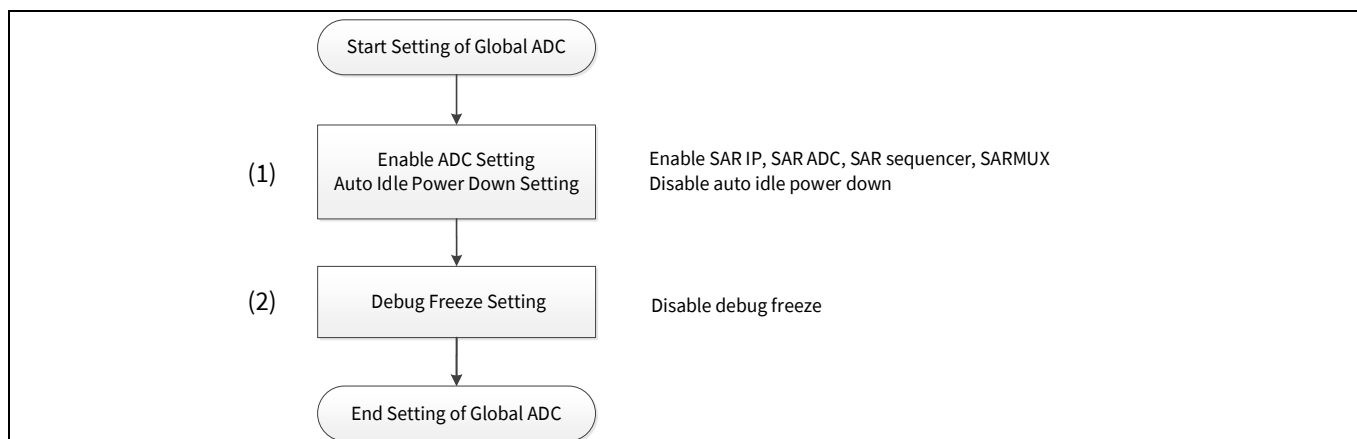 Start Setting of Global ADC
(1)
Enable ADC Setting
Auto Idle Power Down Setting
Enable SAR IP, SAR ADC, SAR sequencer, SARMUX
Disable auto idle power down
(2)
Debug Freeze Setting
Disable debug freeze
End Setting of Global ADC